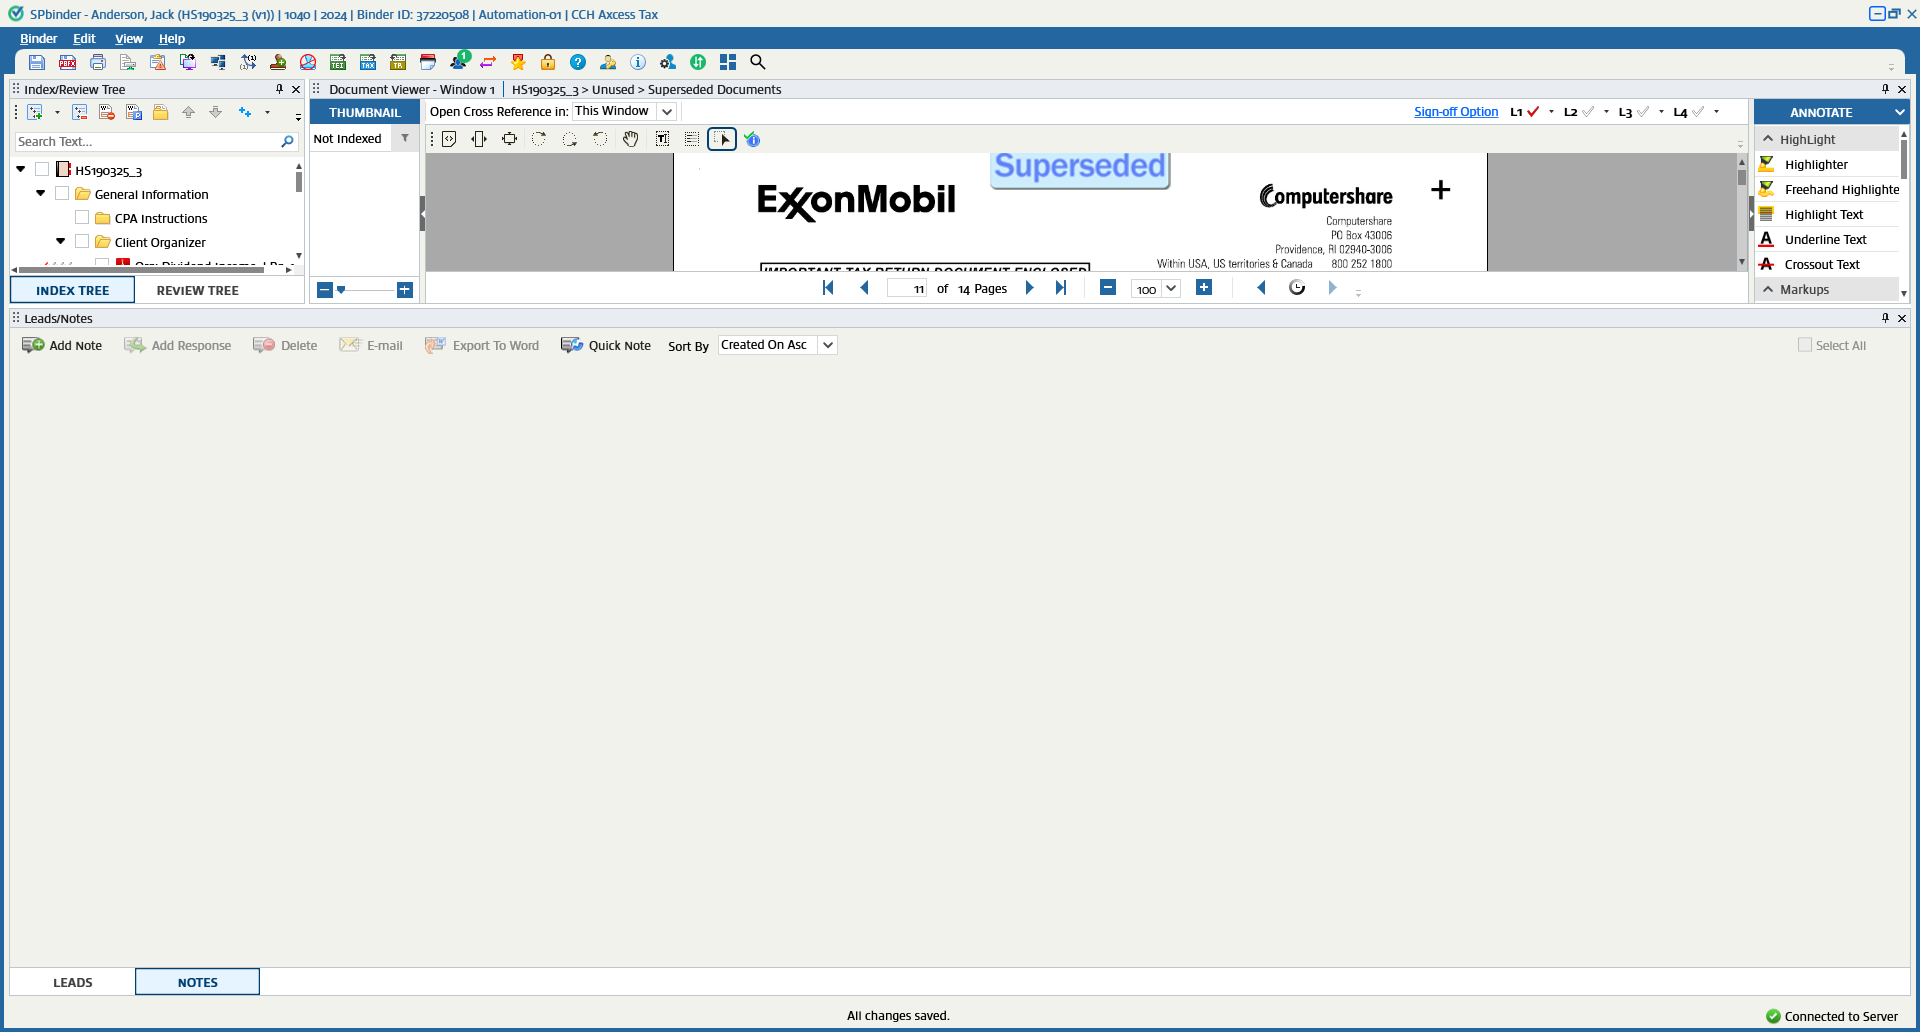 SPbinder - Anderson, Jack (HS190325_3 (V1)) | 1040 | 2024 | Binder ID: 37220508 | Automation-01 | CCH Axcess Tax
Binder Edit View Help
1
Index/Review Tree
Document Viewer - Window 1 | HS190325_3 > Unused > Superseded Documents
THUMBNAIL
Open Cross Reference in: This Window
Sign-off Option L1 L2 L3 L4
ANNOTATE
Search Text...
Not Indexed
HighLight
Highlighter
Freehand Highlighte
Highlight Text
Underline Text
Crossout Text
Markups
HS190325_3
General Information
CPA Instructions
Client Organizer
INDEX TREE
REVIEW TREE
Superseded
ExxonMobil
Computershare
+
Computershare
PO Box 43006
Providence, RI 02940-3006
Within USA, US territories & Canada 800 252 1800
IMPORTANT TAX RETURN DOCUMENT ENCLOSED
11 of 14 Pages
100
Leads/Notes
Add Note Add Response Delete E-mail Export To Word Quick Note Sort By Created On Asc Select All
LEADS NOTES
All changes saved.
Connected to Server